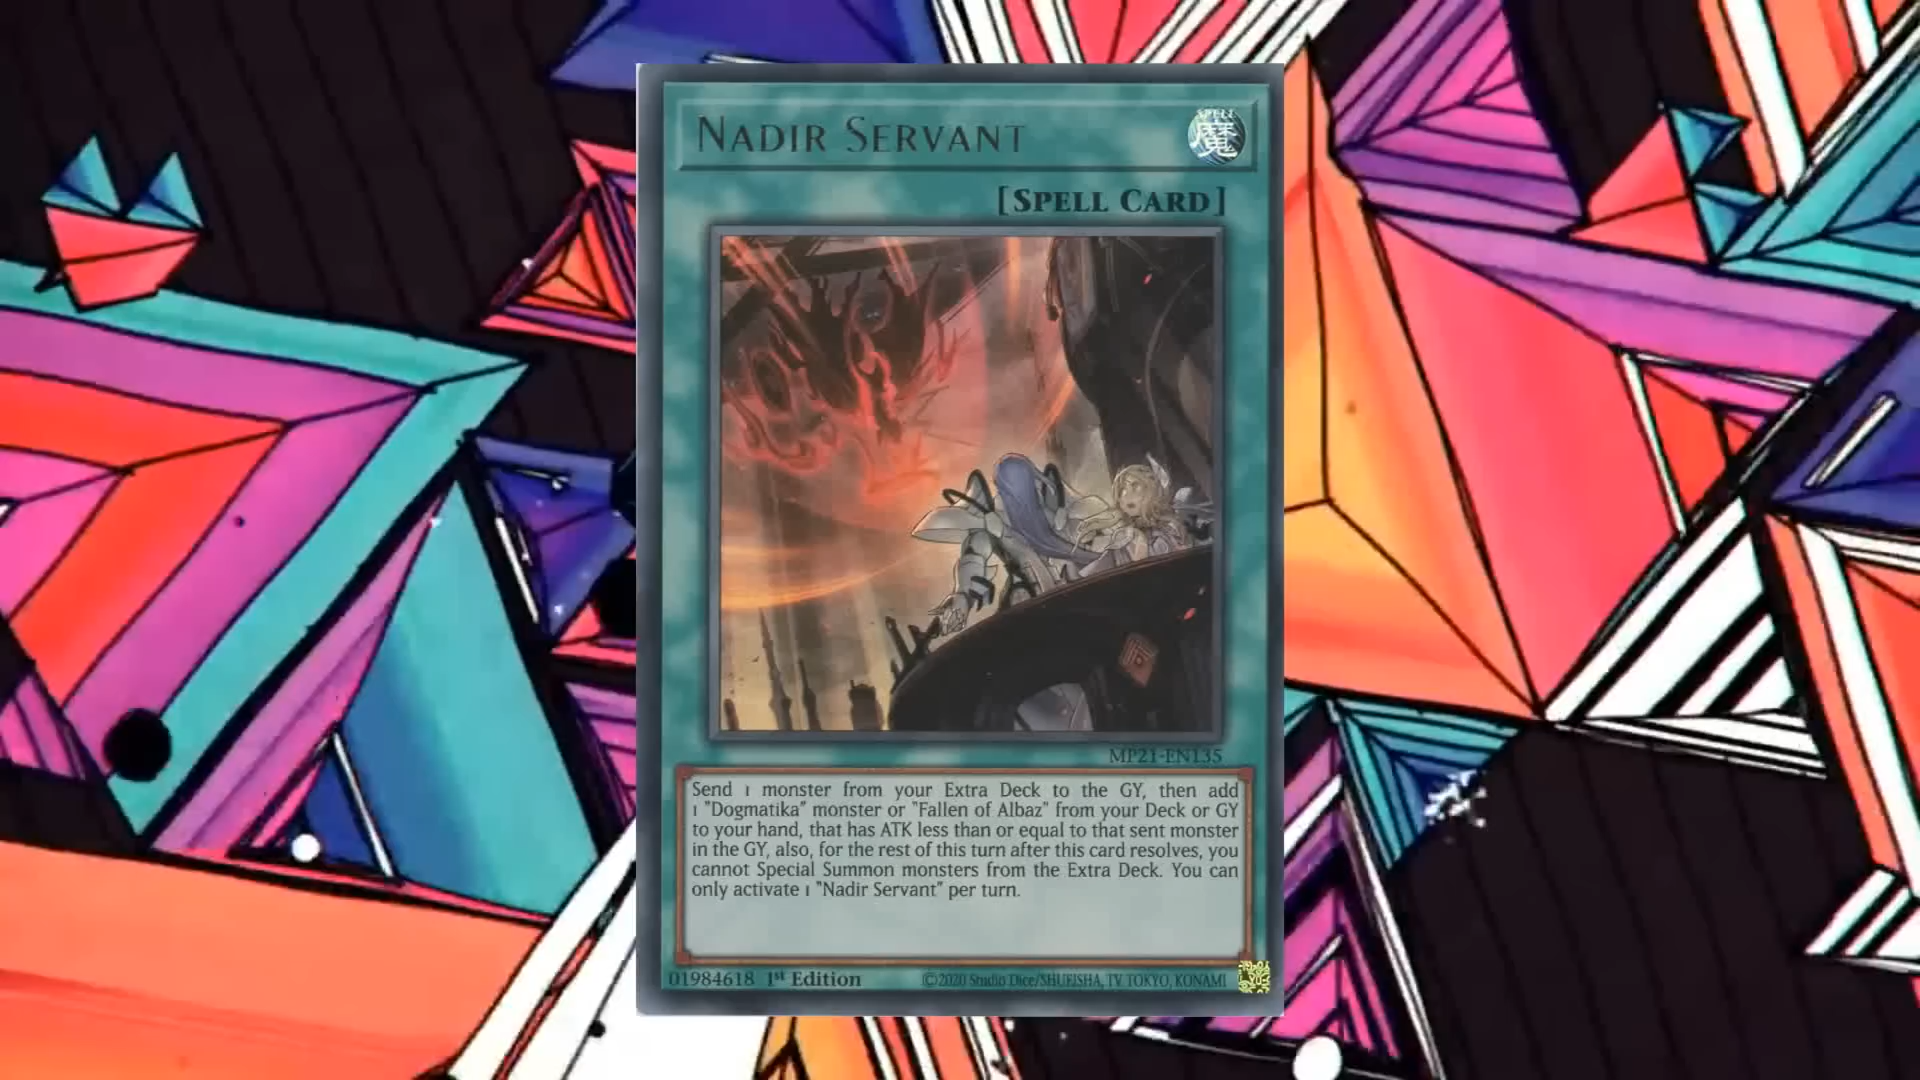 NADIR SERVANT
SPELL
魔
[SPELL CARD]
MP21-EN135
Send 1 monster from your Extra Deck to the GY, then add
1 "Dogmatika" monster or "Fallen of Albaz" from your Deck or GY
to your hand, that has ATK less than or equal to that sent monster
in the GY, also, for the rest of this turn after this card resolves, you
cannot Special Summon monsters from the Extra Deck. You can
only activate 1 "Nadir Servant" per turn.
01984618 1st Edition ©2020 Studio Dice/SHUEISHA, TV TOKYO, KONAMI